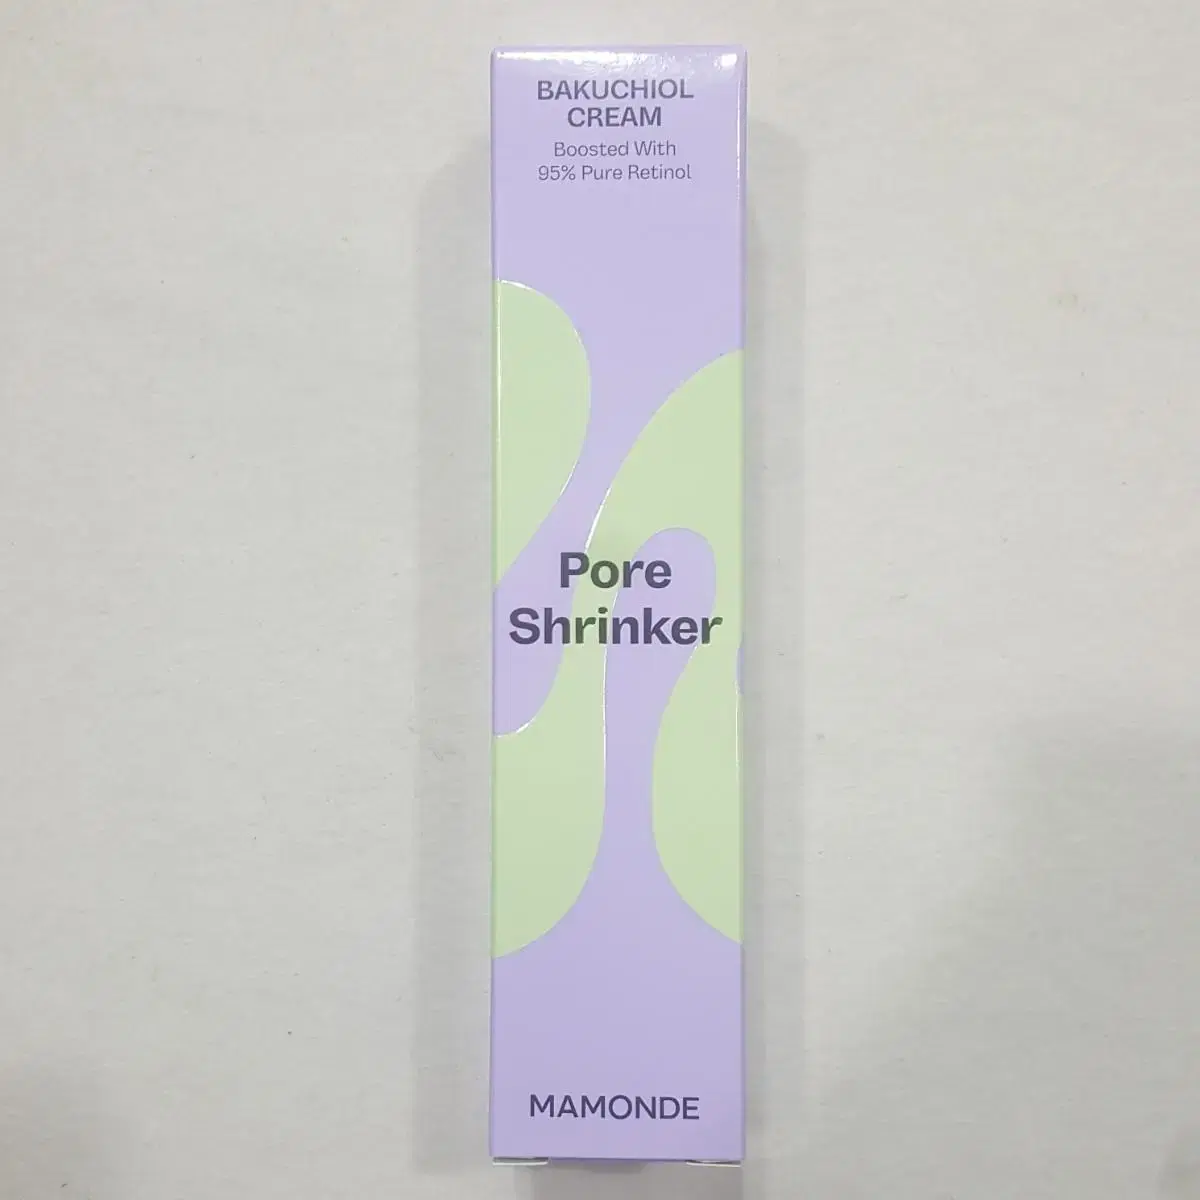 BAKUCHIOL
CREAM
Boosted With
95% Pure Retinol
Pore
Shrinker
MAMONDE